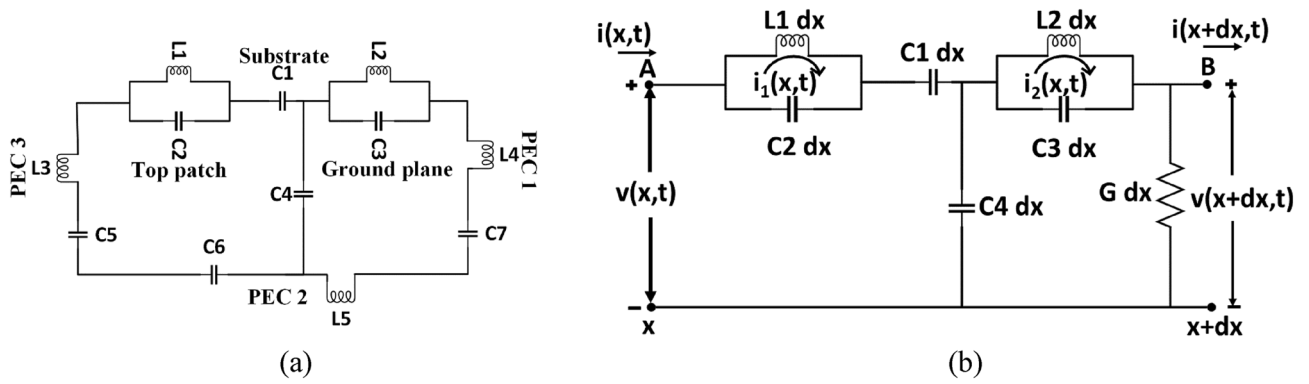 L1
Substrate
C1
L2
C2
Top patch
C3
Ground plane
L3
PEC 3
C4
L4
PEC 1
C5
C6
C7
PEC 2
L5
(a)
i(x,t)
A
+
L1 dx
i₁(x,t)
C2 dx
C1 dx
L2 dx
i₂(x,t)
C3 dx
i(x+dx,t)
B
+
v(x,t)
C4 dx
G dx
v(x+dx,t)
–
x
–
x+dx
(b)